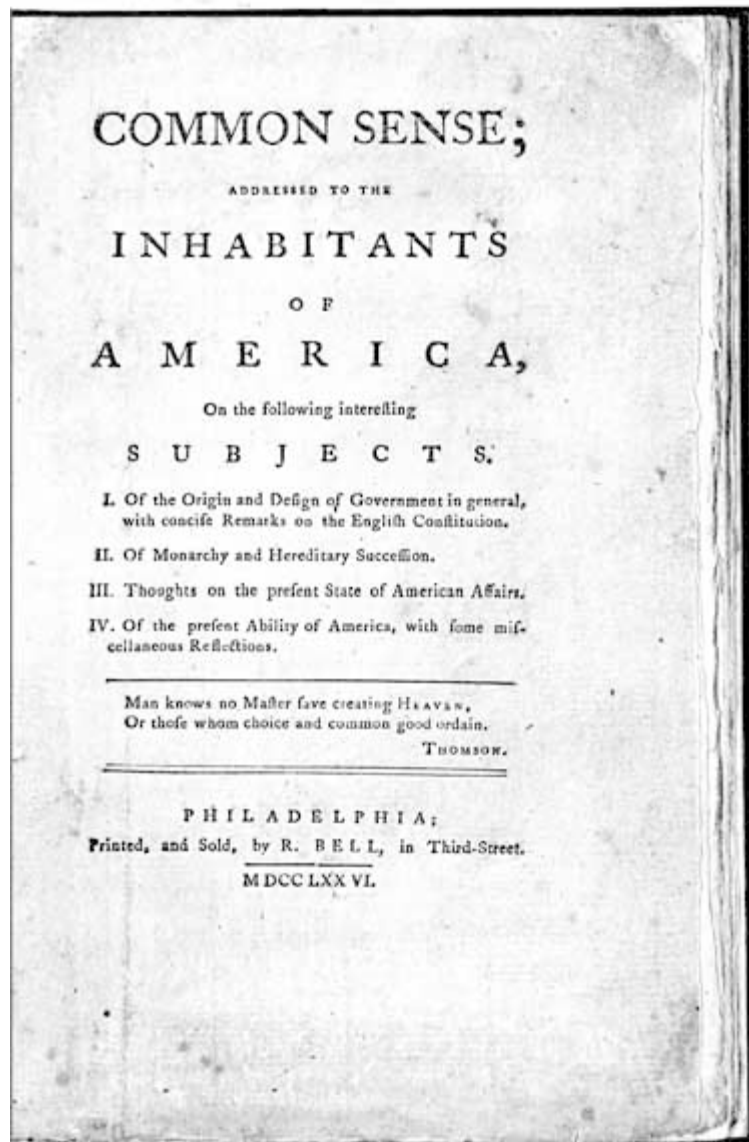 COMMON SENSE;
ADDRESSED TO THE
INHABITANTS
OF
AMERICA,
On the following intereſting
SUBJECTS.
I. Of the Origin and Deſign of Government in general,
with conciſe Remarks on the Engliſh Conſtitution.
II. Of Monarchy and Hereditary Succeſſion.
III. Thoughts on the preſent State of American Affairs.
IV. Of the preſent Ability of America, with ſome miſ-
cellaneous Reflections.
Man knows no Maſter ſave creating HEAVEN,
Or thoſe whom choice and common good ordain.
THOMSON.
PHILADELPHIA;
Printed, and Sold, by R. BELL, in Third-Street.
MDCCLXXVI.